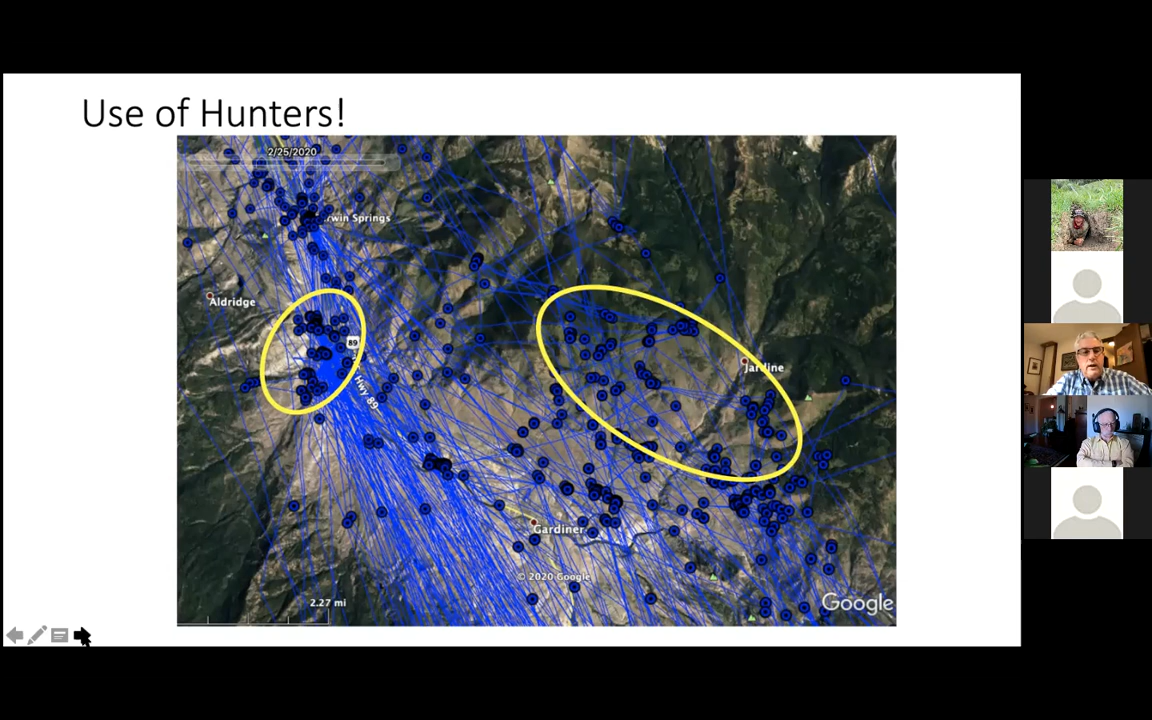 Use of Hunters!
2/25/2020
rwin Springs
Aldridge
89
Hwy 89
Jardine
Gardiner
© 2020 Google
2.27 mi
Google